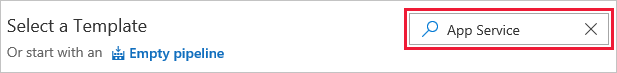 Select a Template
App Service
Or start with an Empty pipeline